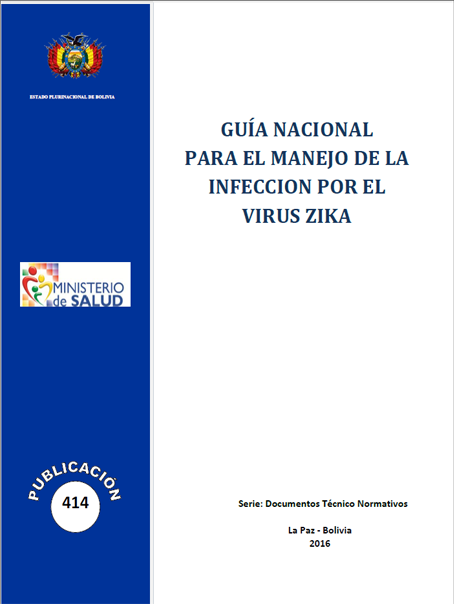 ESTADO PLURINACIONAL DE BOLIVIA
GUÍA NACIONAL
PARA EL MANEJO DE LA
INFECCION POR EL
VIRUS ZIKA
MINISTERIO
de SALUD
PUBLICACIÓN
414
Serie: Documentos Técnico Normativos
La Paz - Bolivia
2016